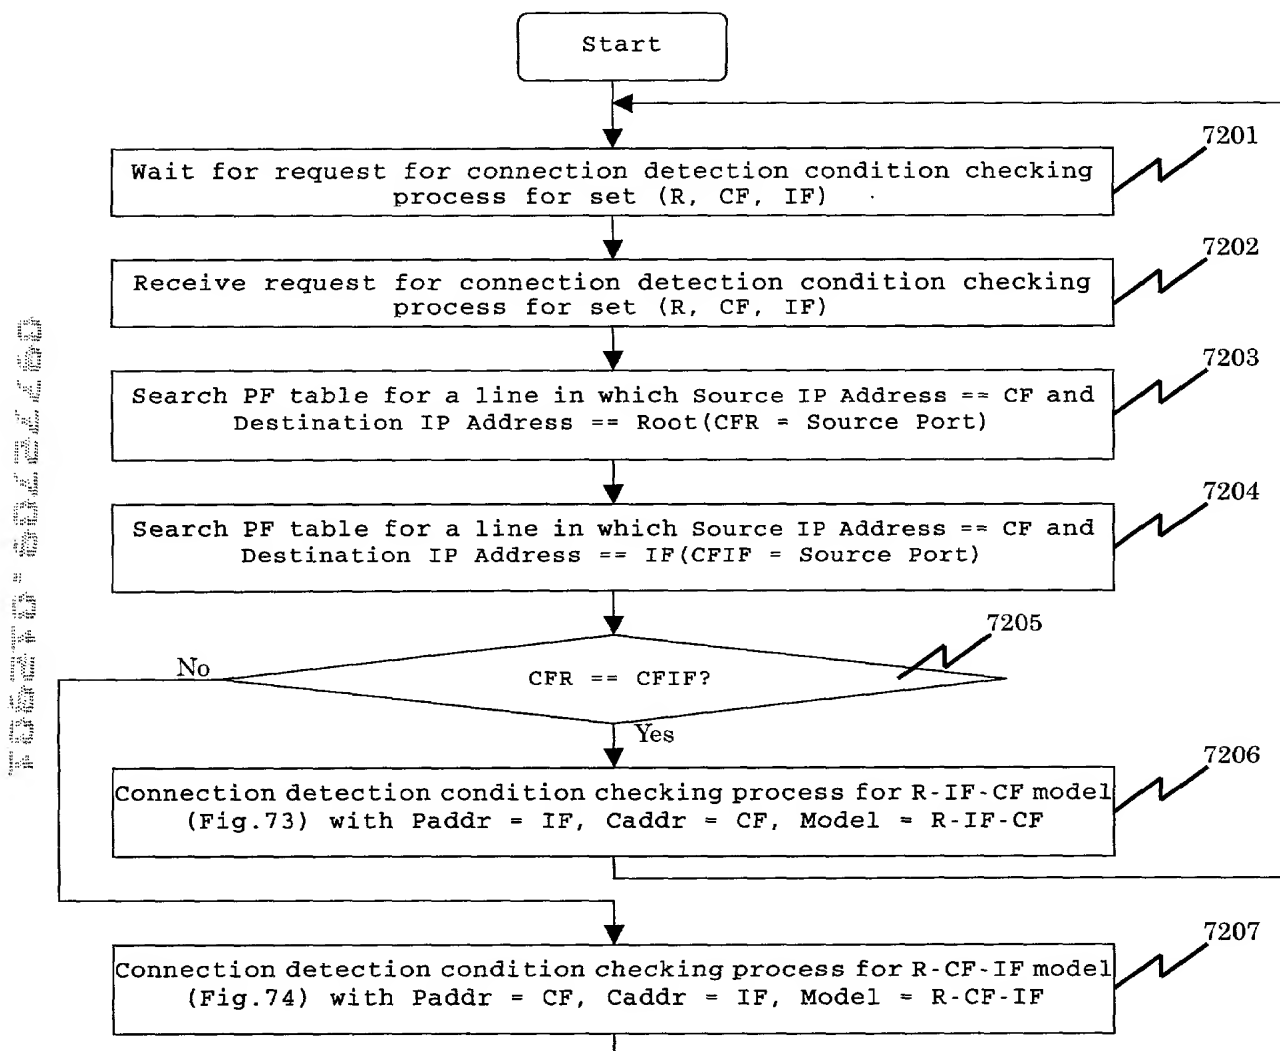 Start
7201
Wait for request for connection detection condition checking
process for set (R, CF, IF)
7202
Receive request for connection detection condition checking
process for set (R, CF, IF)
7203
Search PF table for a line in which Source IP Address == CF and
Destination IP Address == Root(CFR = Source Port)
7204
Search PF table for a line in which Source IP Address == CF and
Destination IP Address == IF(CFIF = Source Port)
7205
No
CFR == CFIF?
Yes
7206
Connection detection condition checking process for R-IF-CF model
(Fig.73) with Paddr = IF, Caddr = CF, Model = R-IF-CF
7207
Connection detection condition checking process for R-CF-IF model
(Fig.74) with Paddr = CF, Caddr = IF, Model = R-CF-IF